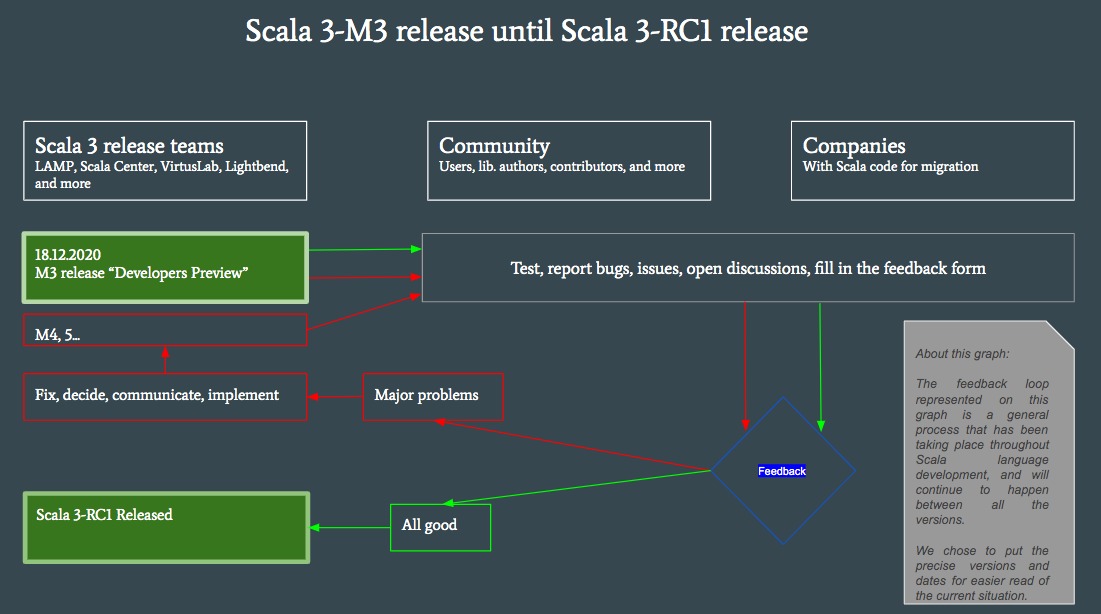 Scala 3-M3 release until Scala 3-RC1 release
Scala 3 release teams
LAMP, Scala Center, VirtusLab, Lightbend,
and more
Community
Users, lib. authors, contributors, and more
Companies
With Scala code for migration
18.12.2020
M3 release “Developers Preview”
Test, report bugs, issues, open discussions, fill in the feedback form
M4, 5...
Fix, decide, communicate, implement
Major problems
Feedback
Scala 3-RC1 Released
All good
About this graph:
The feedback loop
represented on this
graph is a general
process that has been
taking place throughout
Scala language
development, and will
continue to happen
between all the
versions.
We chose to put the
precise versions and
dates for easier read of
the current situation.